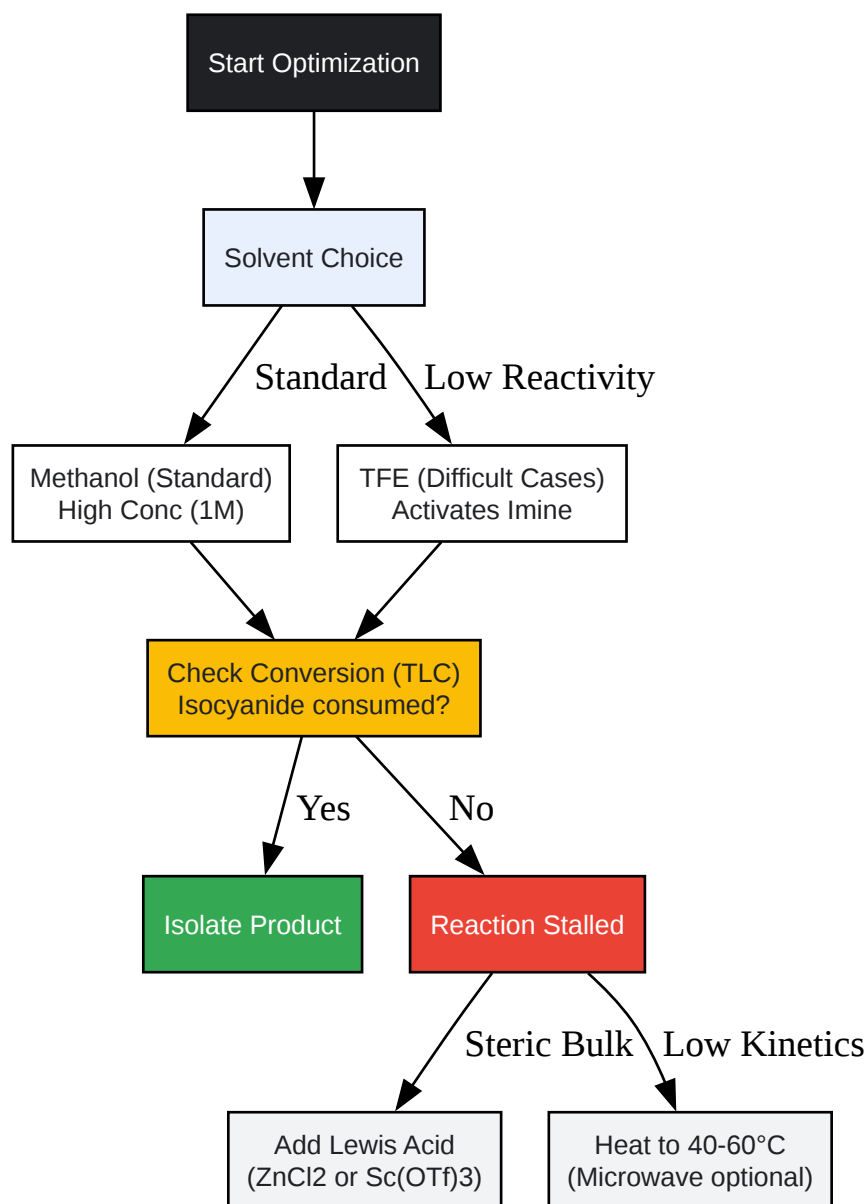 Start Optimization
Solvent Choice
Standard
Low Reactivity
Methanol (Standard)
High Conc (1M)
TFE (Difficult Cases)
Activates Imine
Check Conversion (TLC)
Isocyanide consumed?
Yes
No
Isolate Product
Reaction Stalled
Steric Bulk
Low Kinetics
Add Lewis Acid
(ZnCl2 or Sc(OTf)3)
Heat to 40-60°C
(Microwave optional)